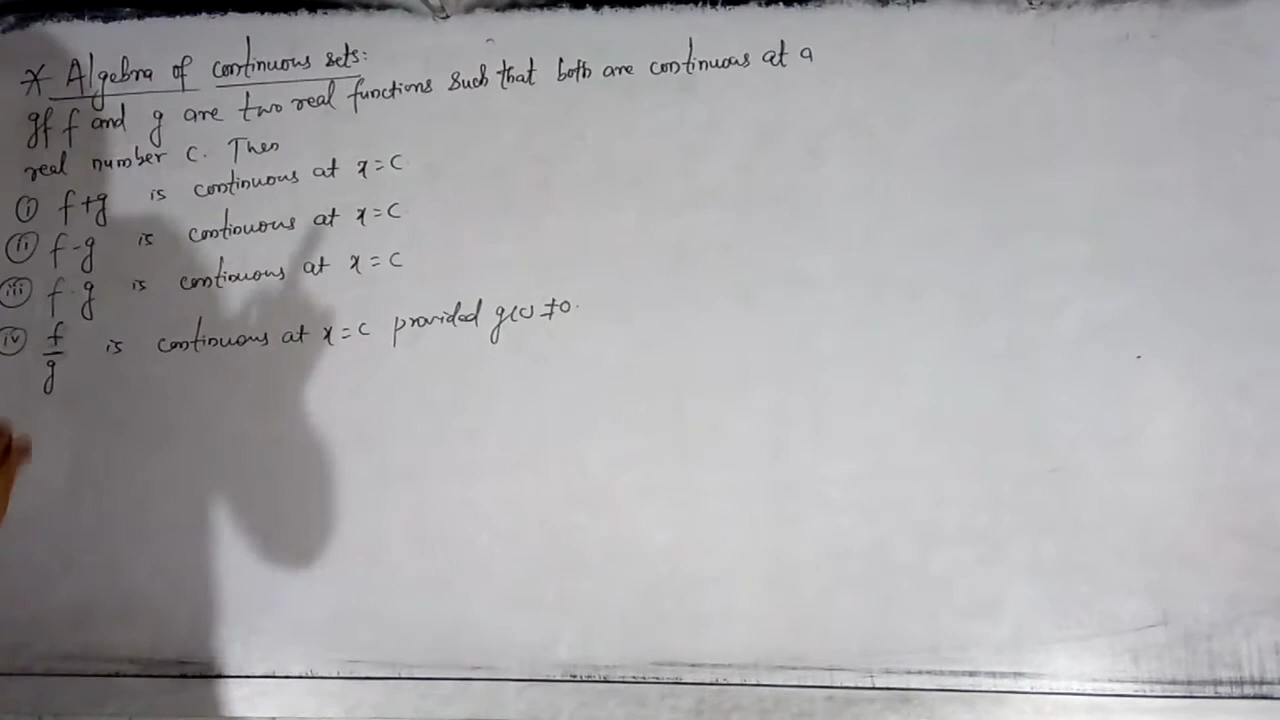 * Algebra of continuous sets:
If f and g are two real functions such that both are continuous at a
real number c. Then
(i) f+g is continuous at x=c
(ii) f-g is continuous at x=c
(iii) f.g is continuous at x=c
(iv) f/g is continuous at x=c provided g(c)≠0.